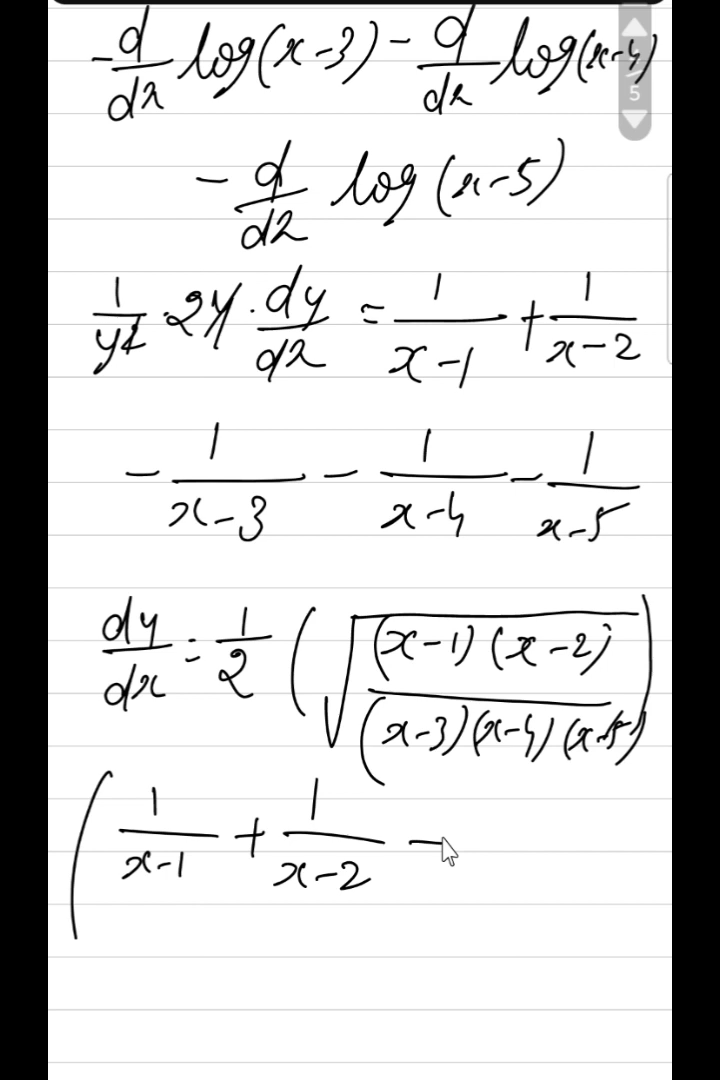 - d/dx log(x-3) - d/dx log(x-4)
- d/dx log(x-5)
1/y² · 2y · dy/dx = 1/(x-1) + 1/(x-2)
- 1/(x-3) - 1/(x-4) - 1/(x-5)
dy/dx = 1/2 (√((x-1)(x-2)/((x-3)(x-4)(x-5))))
(1/(x-1) + 1/(x-2) -
5